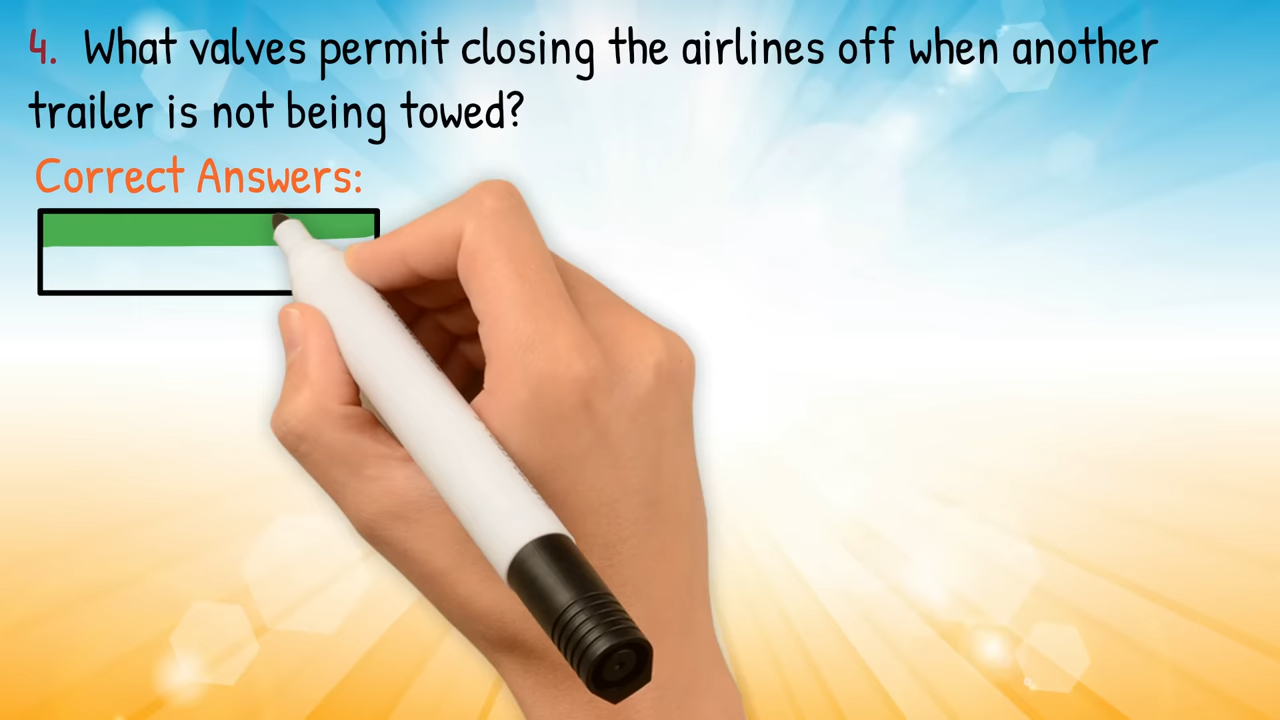 4. What valves permit closing the airlines off when another
trailer is not being towed?
Correct Answers: